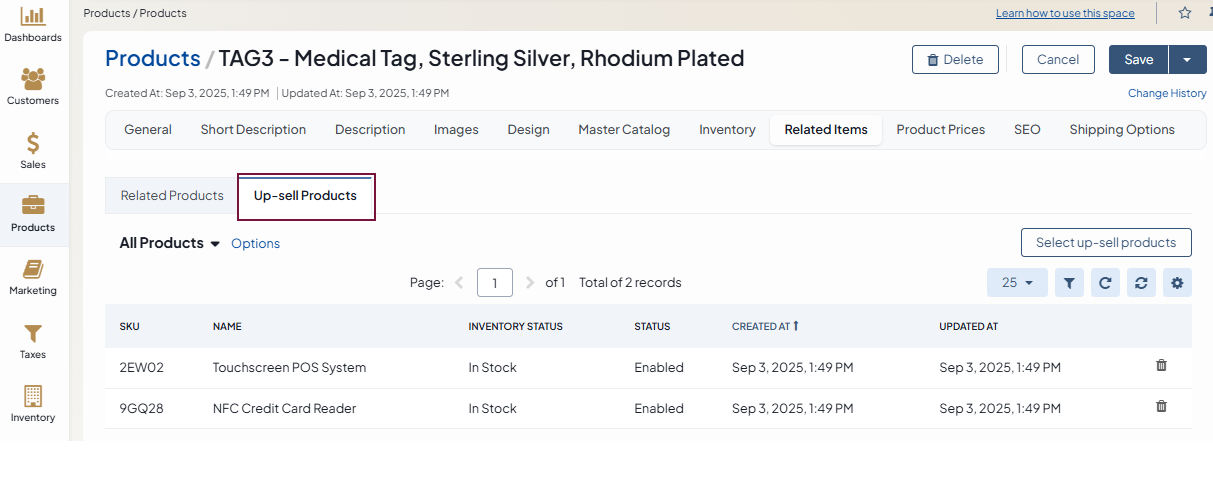 Dashboards
Customers
Sales
Products
Marketing
Taxes
Inventory
Products / Products
Learn how to use this space
Products / TAG3 – Medical Tag, Sterling Silver, Rhodium Plated
Delete
Cancel
Save
Created At: Sep 3, 2025, 1:49 PM | Updated At: Sep 3, 2025, 1:49 PM
Change History
General Short Description Description Images Design Master Catalog Inventory Related Items Product Prices SEO Shipping Options
Related Products Up-sell Products
All Products Options
Select up-sell products
Page: 1 of 1 Total of 2 records
25
SKU NAME INVENTORY STATUS STATUS CREATED AT UPDATED AT
2EW02 Touchscreen POS System In Stock Enabled Sep 3, 2025, 1:49 PM Sep 3, 2025, 1:49 PM
9GQ28 NFC Credit Card Reader In Stock Enabled Sep 3, 2025, 1:49 PM Sep 3, 2025, 1:49 PM